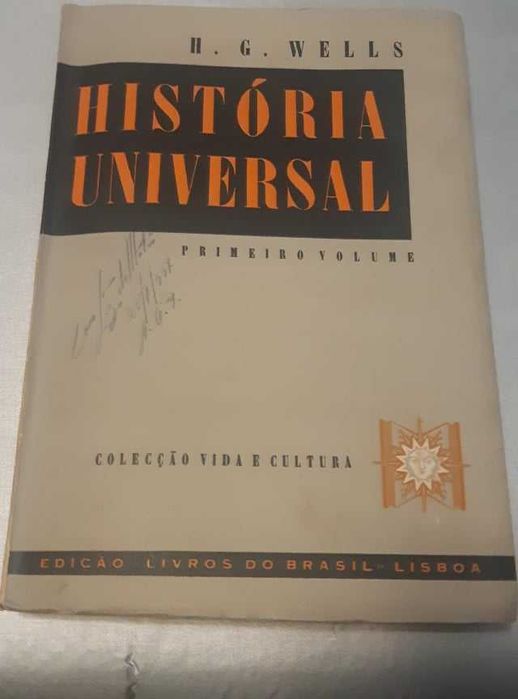 H. G. WELLS
HISTÓRIA
UNIVERSAL
PRIMEIRO VOLUME
COLECÇÃO VIDA E CULTURA
EDIÇÃO "LIVROS DO BRASIL" LISBOA